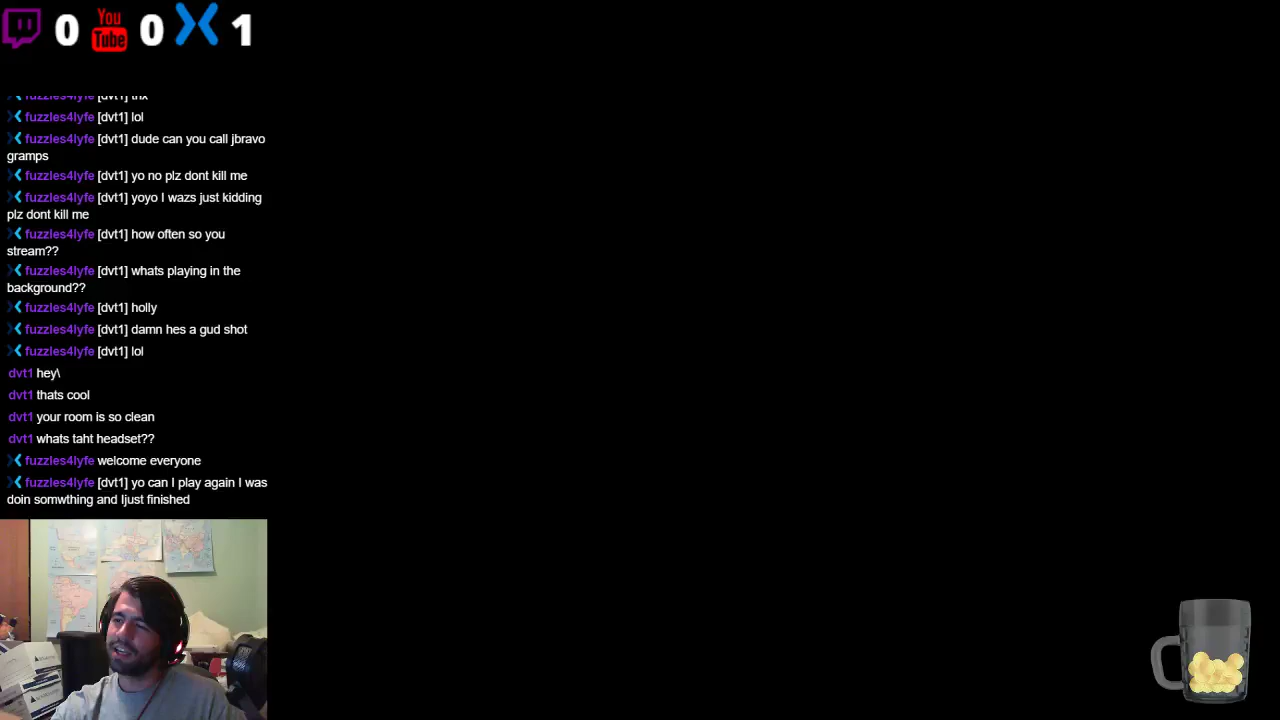 0 You Tube 0 1
fuzzles4lyfe [dvt1] thx
fuzzles4lyfe [dvt1] lol
fuzzles4lyfe [dvt1] dude can you call jbravo
gramps
fuzzles4lyfe [dvt1] yo no plz dont kill me
fuzzles4lyfe [dvt1] yoyo I wazs just kidding
plz dont kill me
fuzzles4lyfe [dvt1] how often so you
stream??
fuzzles4lyfe [dvt1] whats playing in the
background??
fuzzles4lyfe [dvt1] holly
fuzzles4lyfe [dvt1] damn hes a gud shot
fuzzles4lyfe [dvt1] lol
dvt1 hey\
dvt1 thats cool
dvt1 your room is so clean
dvt1 whats taht headset??
fuzzles4lyfe welcome everyone
fuzzles4lyfe [dvt1] yo can I play again I was
doin somwthing and Ijust finished